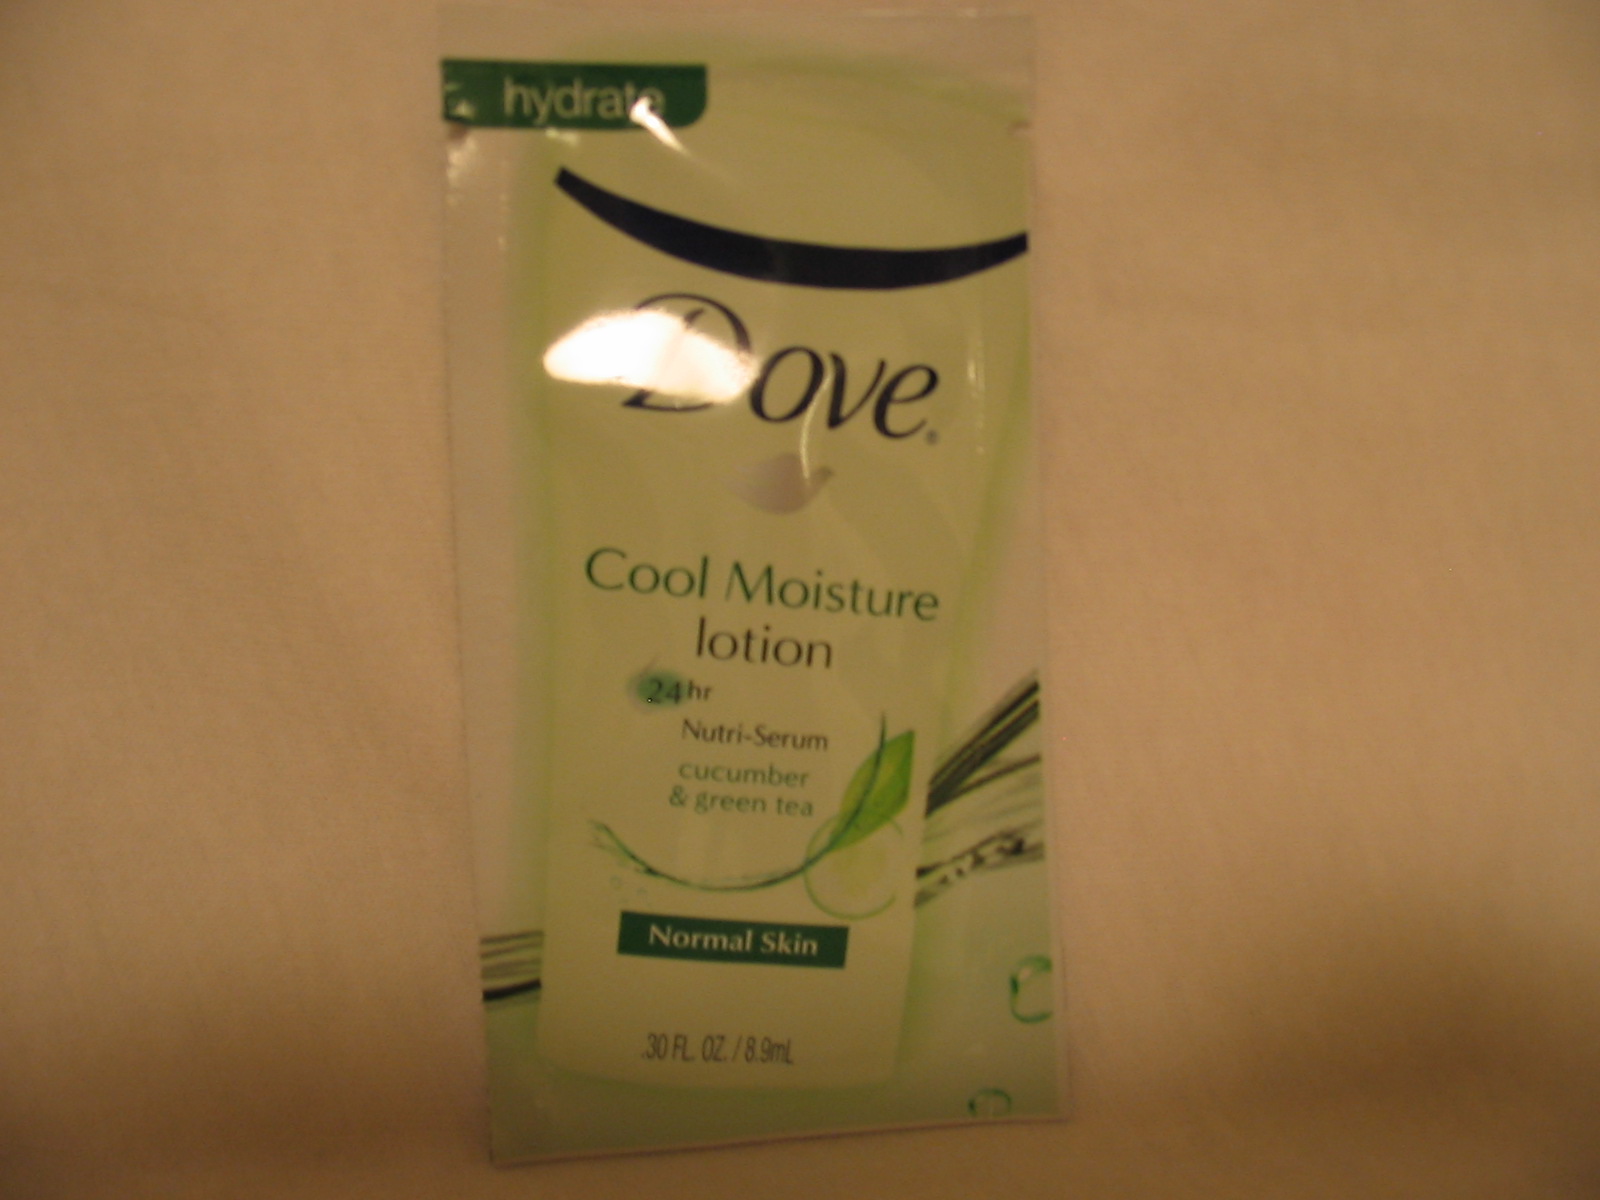 hydrate
Dove®
Cool Moisture
lotion
24hr
Nutri-Serum
cucumber
& green tea
Normal Skin
.30 FL. OZ. / 8.9mL